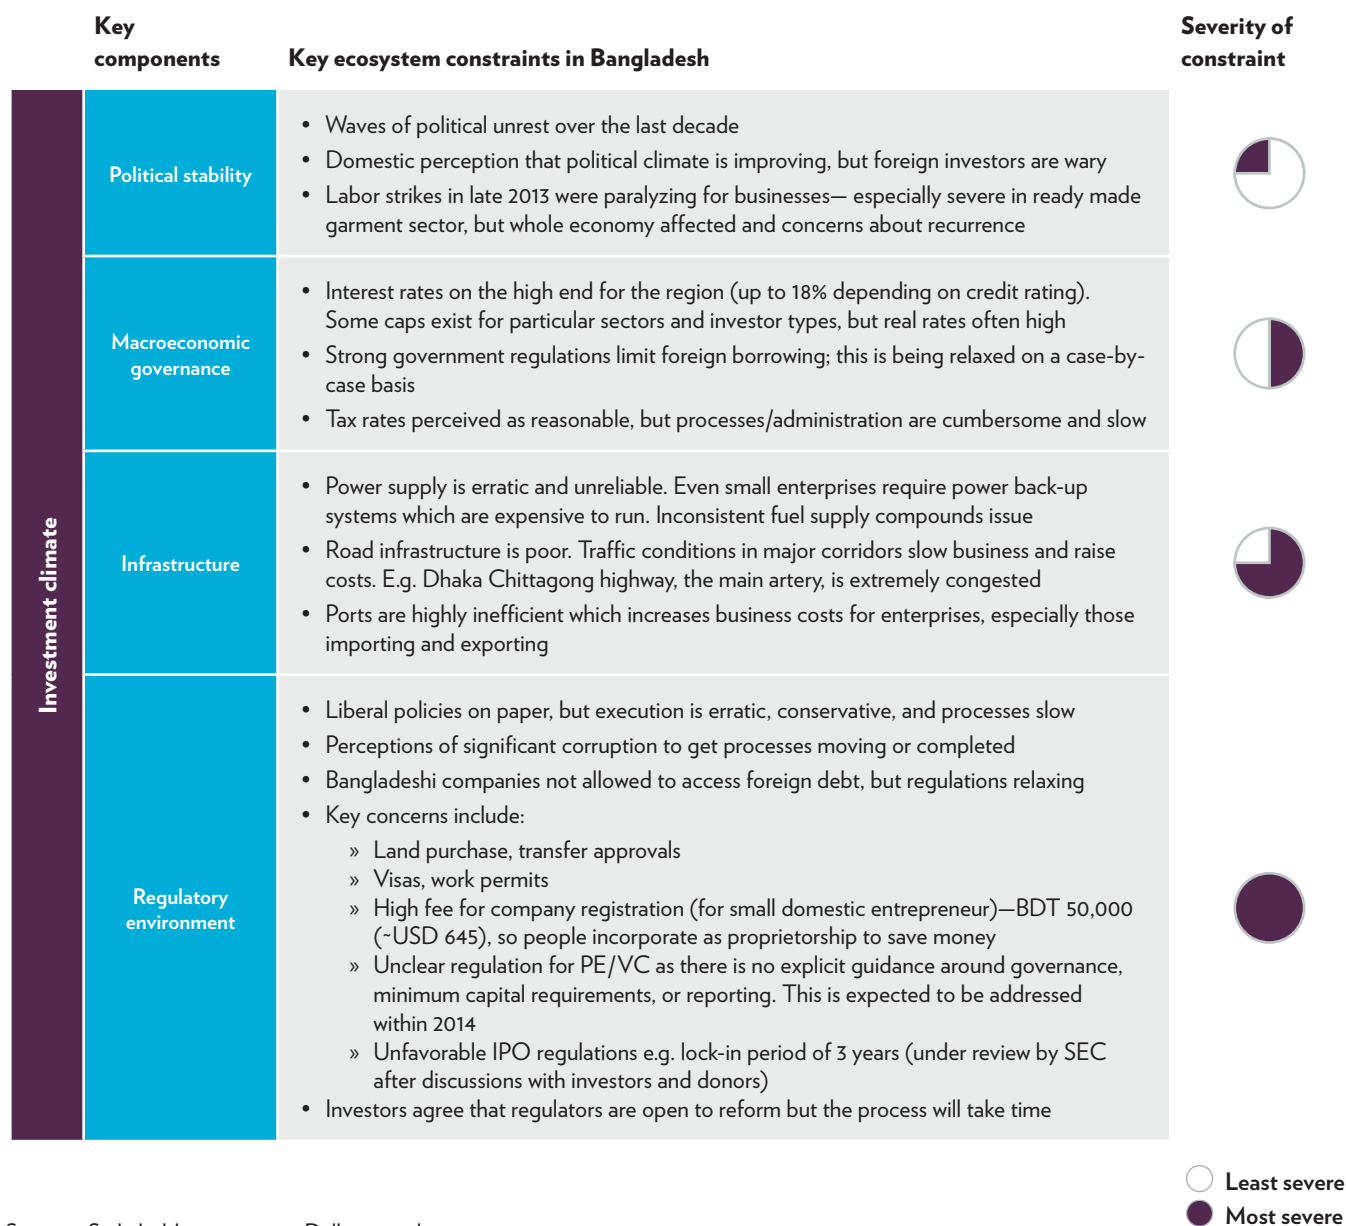 Key
components
Key ecosystem constraints in Bangladesh
Severity of
constraint
Investment climate
Political stability
• Waves of political unrest over the last decade
• Domestic perception that political climate is improving, but foreign investors are wary
• Labor strikes in late 2013 were paralyzing for businesses— especially severe in ready made
garment sector, but whole economy affected and concerns about recurrence
Macroeconomic
governance
• Interest rates on the high end for the region (up to 18% depending on credit rating).
Some caps exist for particular sectors and investor types, but real rates often high
• Strong government regulations limit foreign borrowing; this is being relaxed on a case-by-
case basis
• Tax rates perceived as reasonable, but processes/administration are cumbersome and slow
Infrastructure
• Power supply is erratic and unreliable. Even small enterprises require power back-up
systems which are expensive to run. Inconsistent fuel supply compounds issue
• Road infrastructure is poor. Traffic conditions in major corridors slow business and raise
costs. E.g. Dhaka Chittagong highway, the main artery, is extremely congested
• Ports are highly inefficient which increases business costs for enterprises, especially those
importing and exporting
Regulatory
environment
• Liberal policies on paper, but execution is erratic, conservative, and processes slow
• Perceptions of significant corruption to get processes moving or completed
• Bangladeshi companies not allowed to access foreign debt, but regulations relaxing
• Key concerns include:
» Land purchase, transfer approvals
» Visas, work permits
» High fee for company registration (for small domestic entrepreneur)—BDT 50,000
(~USD 645), so people incorporate as proprietorship to save money
» Unclear regulation for PE/VC as there is no explicit guidance around governance,
minimum capital requirements, or reporting. This is expected to be addressed
within 2014
» Unfavorable IPO regulations e.g. lock-in period of 3 years (under review by SEC
after discussions with investors and donors)
• Investors agree that regulators are open to reform but the process will take time
Least severe
Most severe